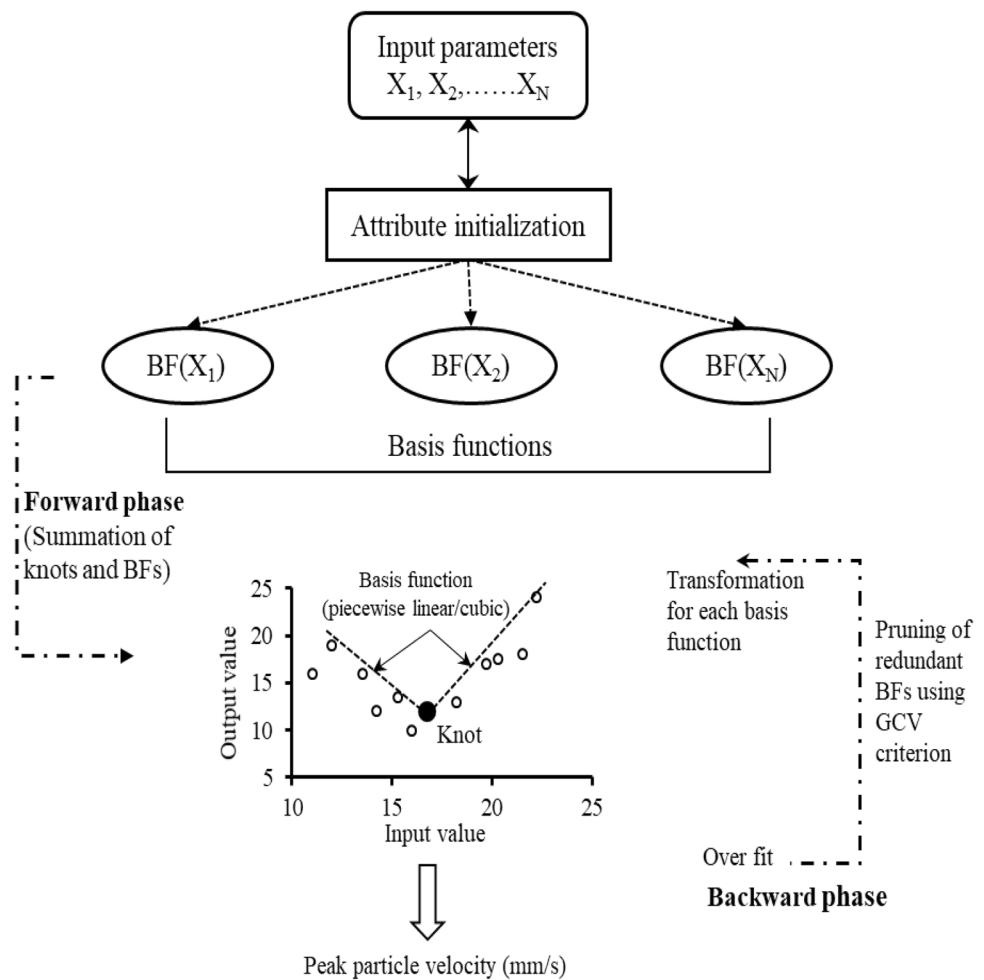 Input parameters
X₁, X₂,……Xₙ
Attribute initialization
BF(X₁)
BF(X₂)
BF(Xₙ)
Basis functions
Forward phase
(Summation of
knots and BFs)
Basis function
(piecewise linear/cubic)
Transformation
for each basis
function
Pruning of
redundant
BFs using
GCV
criterion
Output value
25
20
15
10
5
Knot
10
15
20
25
Input value
Over fit
Backward phase
Peak particle velocity (mm/s)